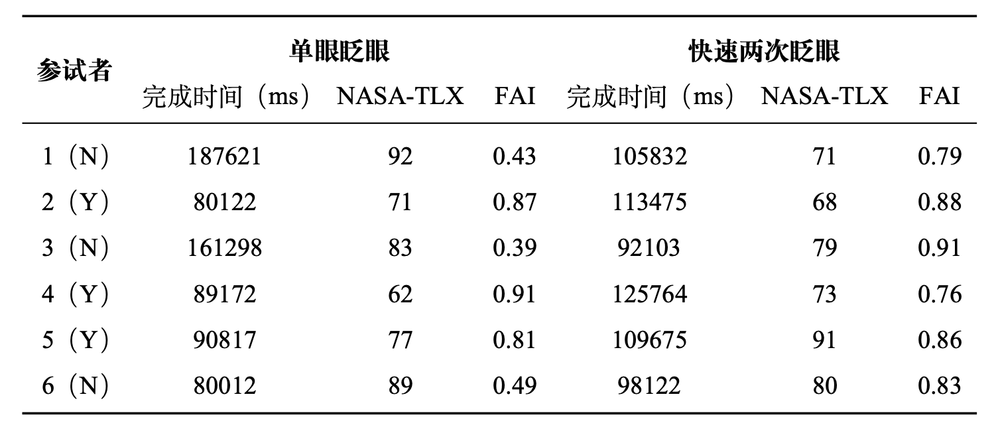 单眼眨眼 快速两次眨眼
参试者
完成时间（ms） NASA-TLX FAI 完成时间（ms） NASA-TLX FAI
1（N） 187621 92 0.43 105832 71 0.79
2（Y） 80122 71 0.87 113475 68 0.88
3（N） 161298 83 0.39 92103 79 0.91
4（Y） 89172 62 0.91 125764 73 0.76
5（Y） 90817 77 0.81 109675 91 0.86
6（N） 80012 89 0.49 98122 80 0.83